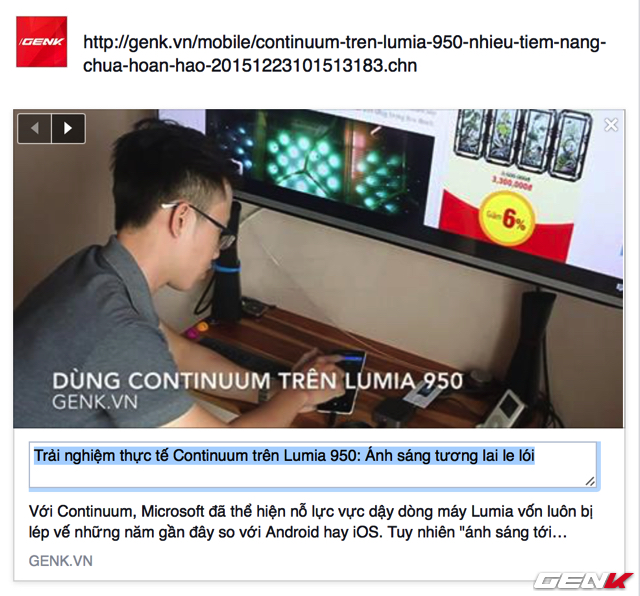 GENK
http://genk.vn/mobile/continuum-tren-lumia-950-nhieu-tiem-nang-
chua-hoan-hao-20151223101513183.chn
3,300,000đ
Giảm
6%
DÙNG CONTINUUM TRÊN LUMIA 950
GENK.VN
Trải nghiệm thực tế Continuum trên Lumia 950: Ánh sáng tương lai le lói
Với Continuum, Microsoft đã thể hiện nỗ lực vực dậy dòng máy Lumia vốn luôn bị
lép vế những năm gần đây so với Android hay iOS. Tuy nhiên "ánh sáng tới...
GENK.VN
GENK